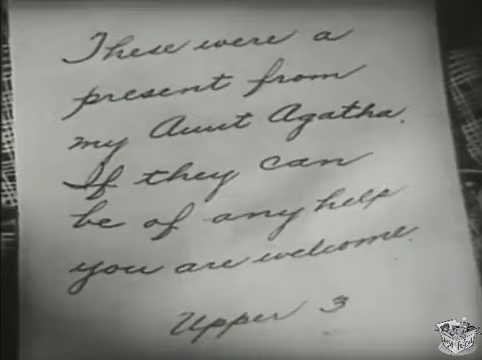 These were a
present from
my Aunt Agatha.
If they can
be of any help
you are welcome.
Upper 3